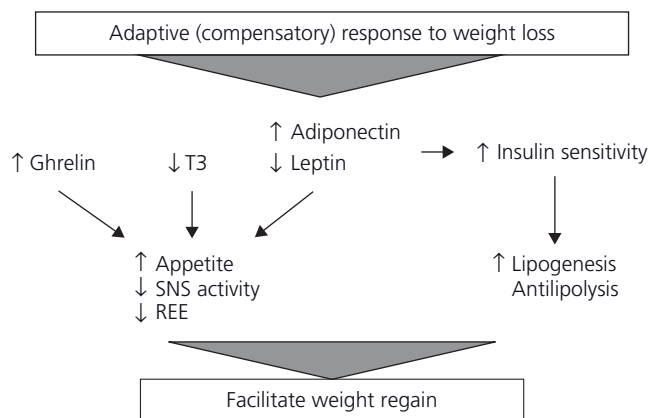 Adaptive (compensatory) response to weight loss
↑ Adiponectin
↑ Ghrelin
↓ T3
↓ Leptin
↑ Insulin sensitivity
↑ Appetite
↓ SNS activity
↓ REE
↑ Lipogenesis
Antilipolysis
Facilitate weight regain